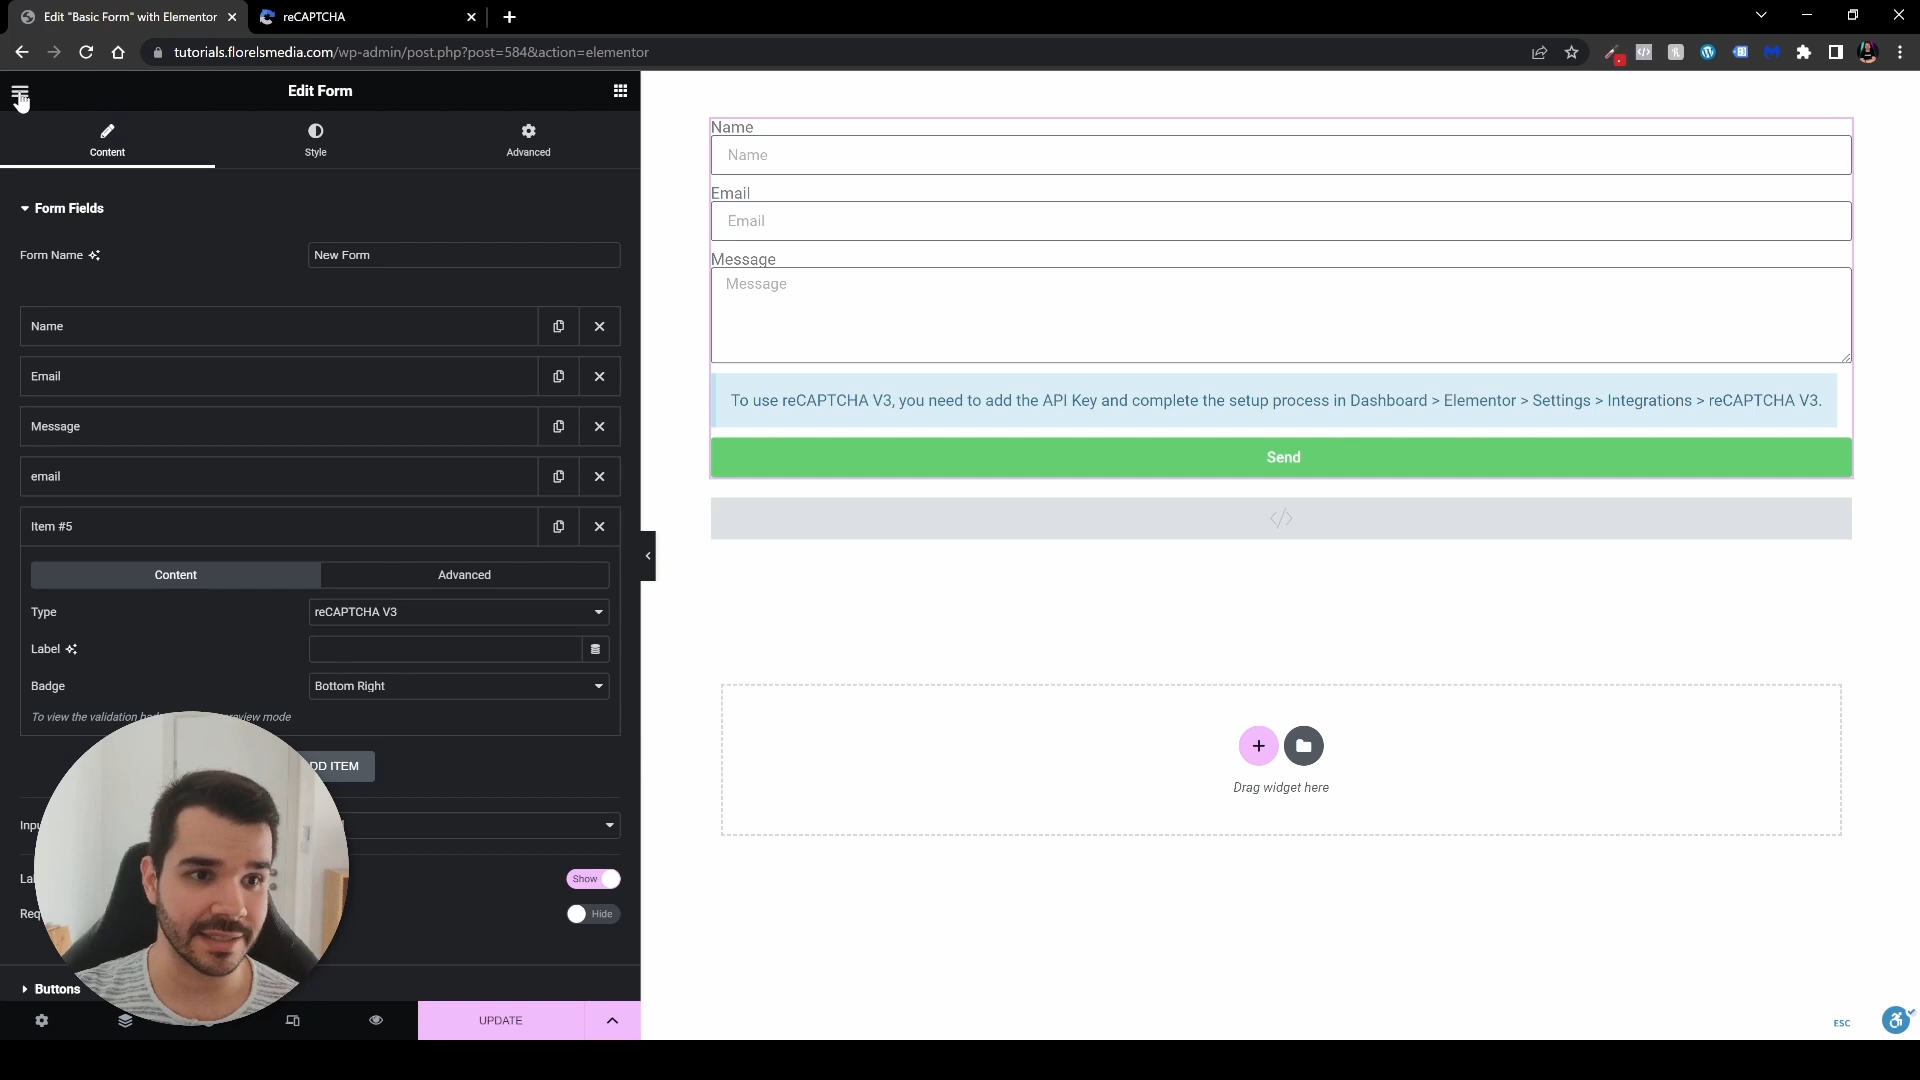 Edit "Basic Form" with Elementor
reCAPTCHA
tutorials.florelsmedia.com/wp-admin/post.php?post=584&action=elementor
Edit Form
Content
Style
Advanced
Form Fields
Form Name
New Form
Name
Email
Message
email
Item #5
Content
Advanced
Type
reCAPTCHA V3
Label
Badge
Bottom Right
To view the validation
preview mode
DD ITEM
Show
Hide
Buttons
UPDATE
Name
Name
Email
Email
Message
Message
To use reCAPTCHA V3, you need to add the API Key and complete the setup process in Dashboard > Elementor > Settings > Integrations > reCAPTCHA V3.
Send
</>
Drag widget here
ESC